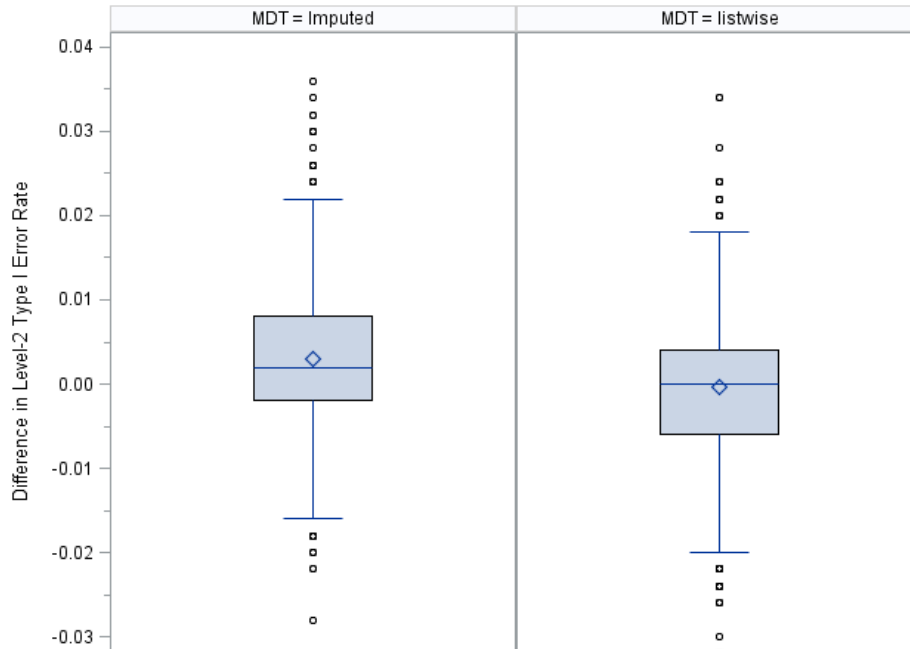 MDT = Imputed
MDT = listwise
0.04
0.03
0.02
0.01
0.00
-0.01
-0.02
-0.03
Difference in Level-2 Type I Error Rate